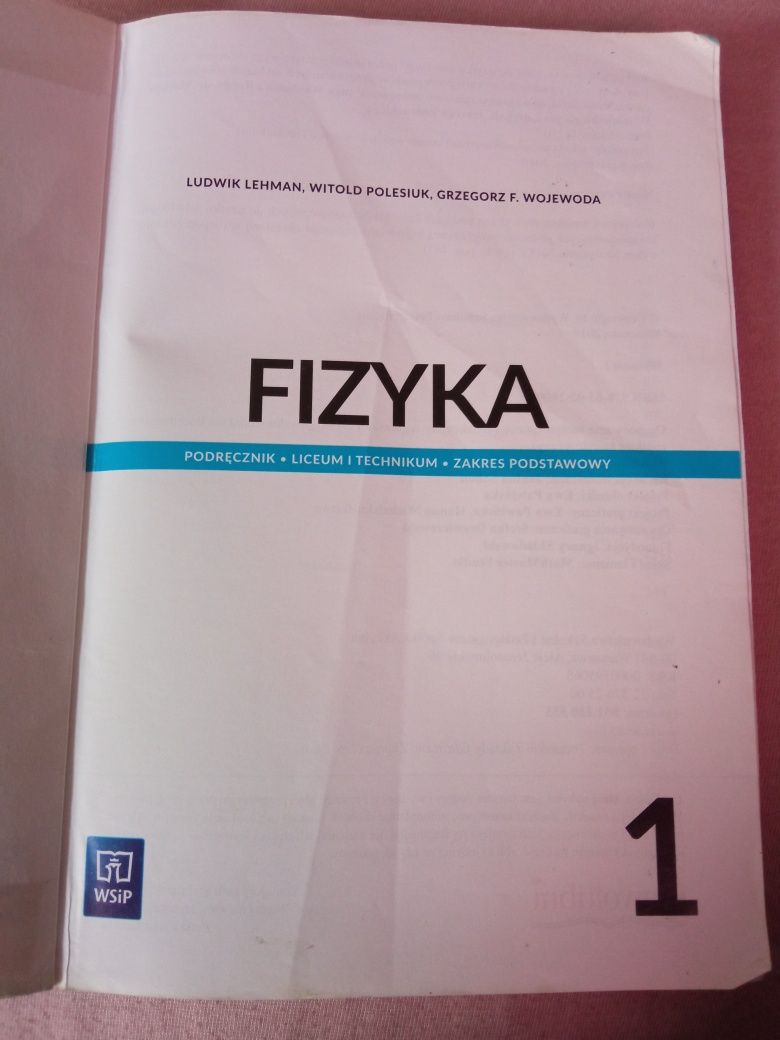 LUDWIK LEHMAN, WITOLD POLESIUK, GRZEGORZ F. WOJEWODA
FIZYKA
PODRĘCZNIK • LICEUM I TECHNIKUM • ZAKRES PODSTAWOWY
WSiP
1